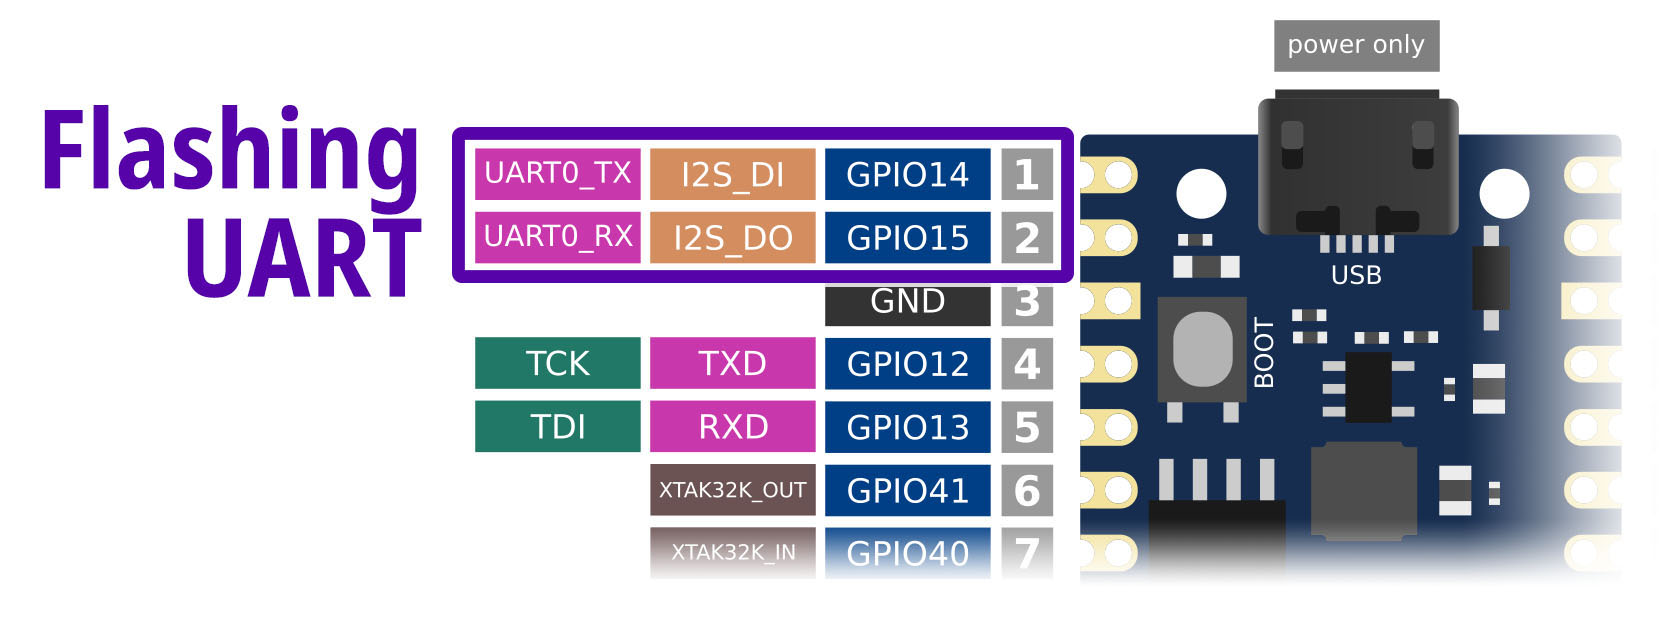 power only
Flashing
UART
UART0_TX I2S_DI GPIO14 1
UART0_RX I2S_DO GPIO15 2
GND 3
TCK TXD GPIO12 4
TDI RXD GPIO13 5
XTAK32K_OUT GPIO41 6
XTAK32K_IN GPIO40 7
USB
BOOT